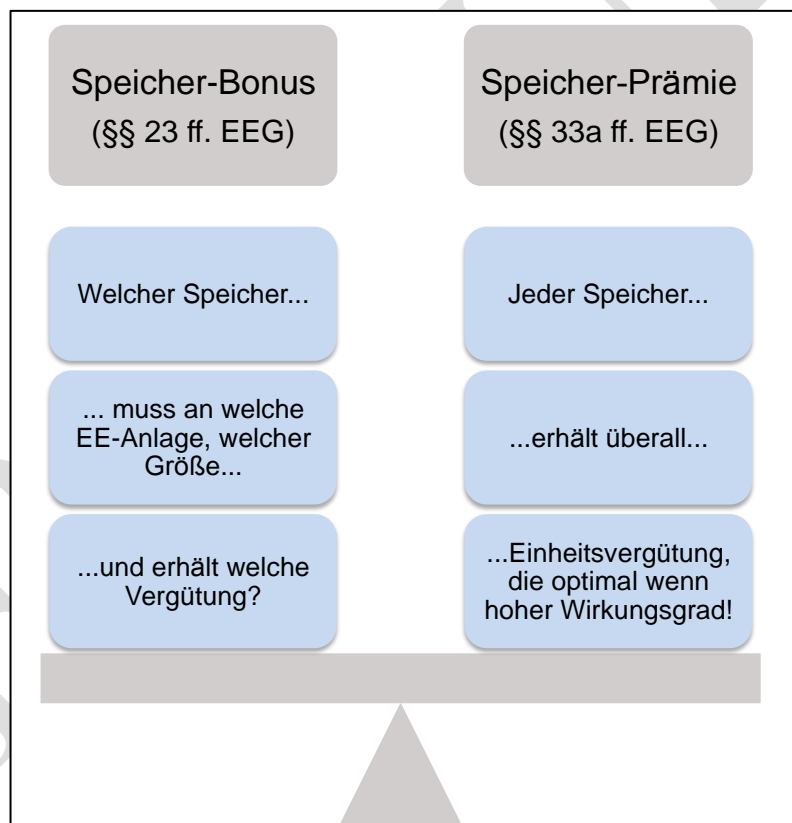 Speicher-Bonus
(§§ 23 ff. EEG)
Speicher-Prämie
(§§ 33a ff. EEG)
Welcher Speicher...
Jeder Speicher...
... muss an welche
EE-Anlage, welcher
Größe...
...erhält überall...
...und erhält welche
Vergütung?
...Einheitsvergütung,
die optimal wenn
hoher Wirkungsgrad!